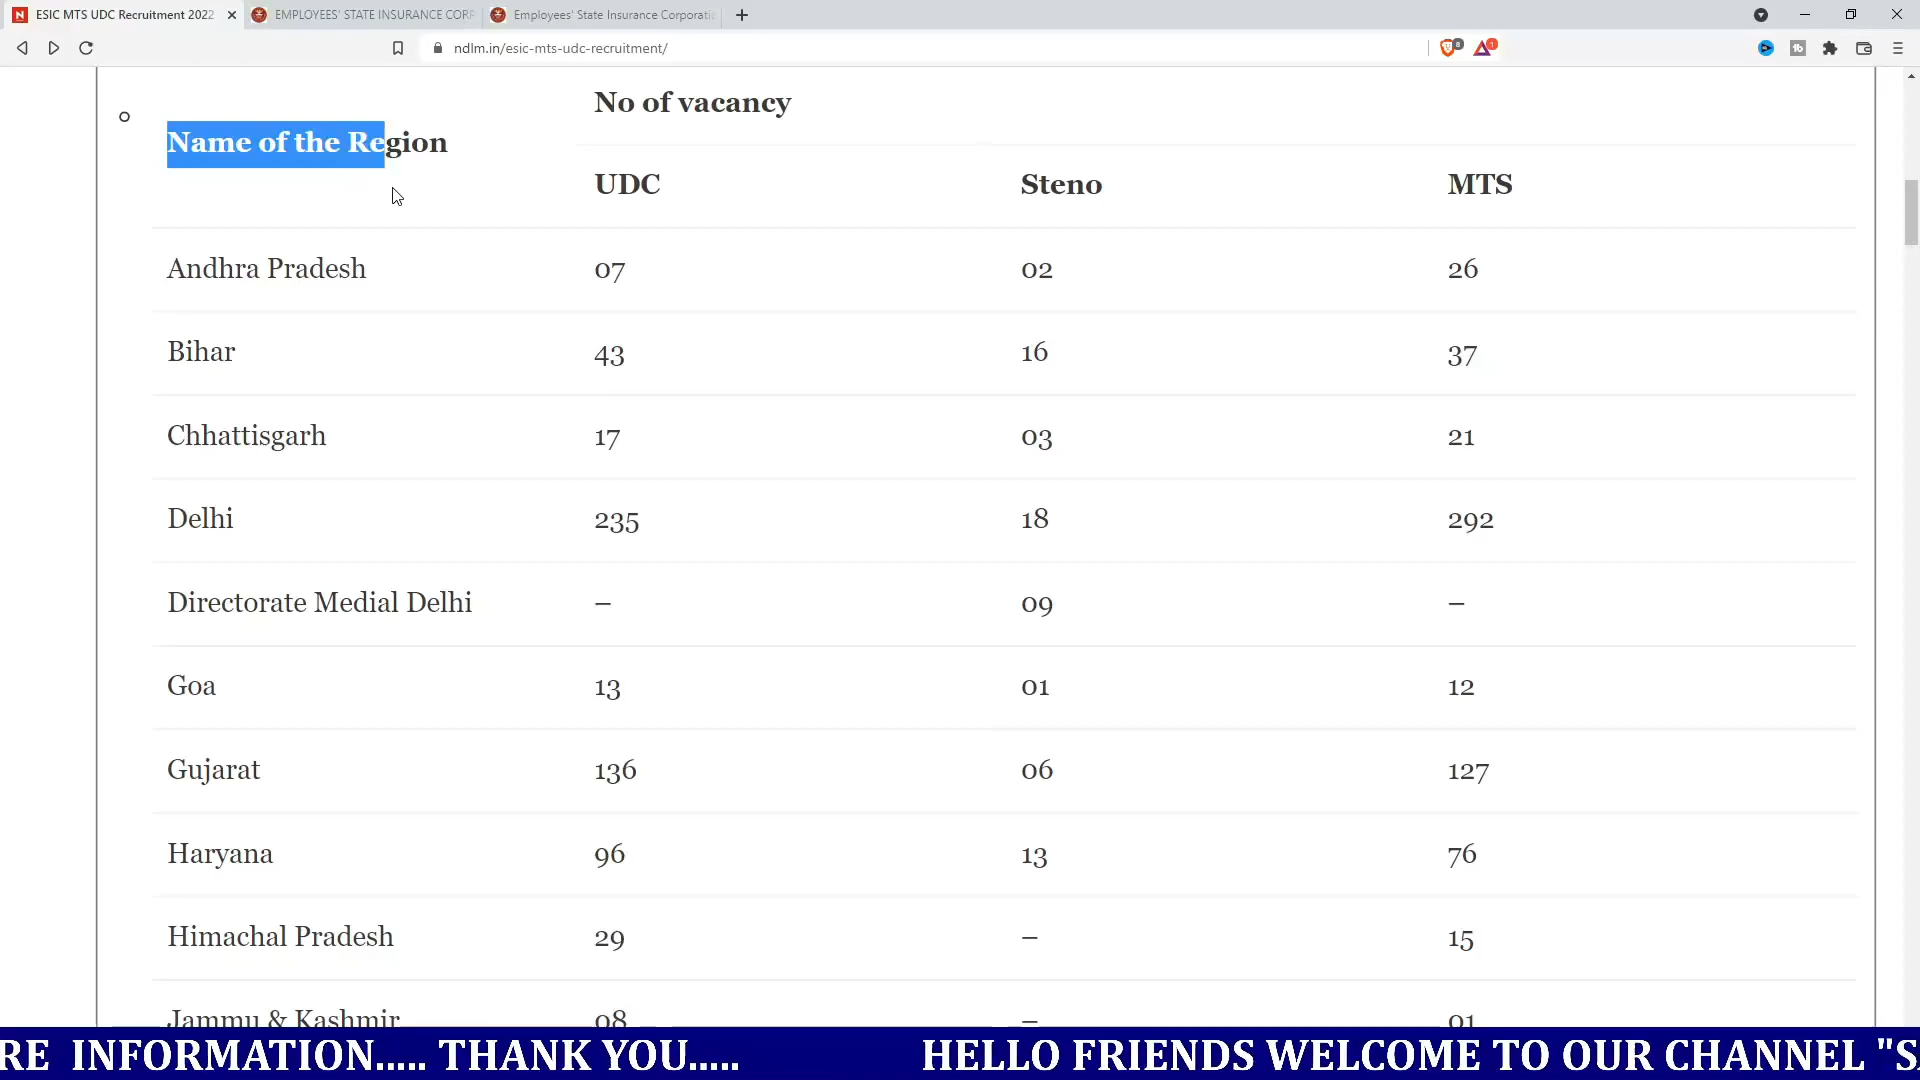 ESIC MTS UDC Recruitment 2022
EMPLOYEES' STATE INSURANCE CORP
Employees' State Insurance Corporati
ndlm.in/esic-mts-udc-recruitment/
8
1
No of vacancy
Name of the Region
UDC Steno MTS
Andhra Pradesh 07 02 26
Bihar 43 16 37
Chhattisgarh 17 03 21
Delhi 235 18 292
Directorate Medial Delhi – 09 –
Goa 13 01 12
Gujarat 136 06 127
Haryana 96 13 76
Himachal Pradesh 29 – 15
Jammu & Kashmir 08 – 01
RE INFORMATION..... THANK YOU..... HELLO FRIENDS WELCOME TO OUR CHANNEL "S